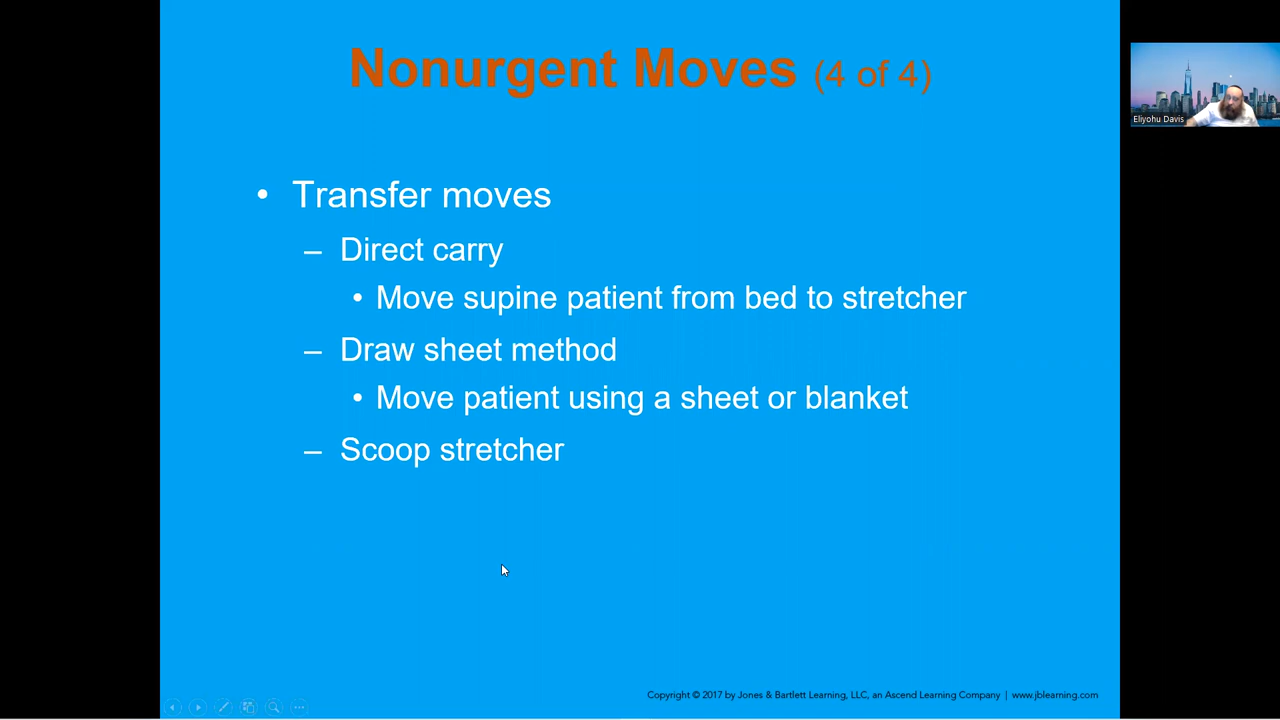 Nonurgent Moves (4 of 4)
Eliyohu Davis
• Transfer moves
– Direct carry
• Move supine patient from bed to stretcher
– Draw sheet method
• Move patient using a sheet or blanket
– Scoop stretcher
Copyright © 2017 by Jones & Bartlett Learning, LLC, an Ascend Learning Company | www.jblearning.com